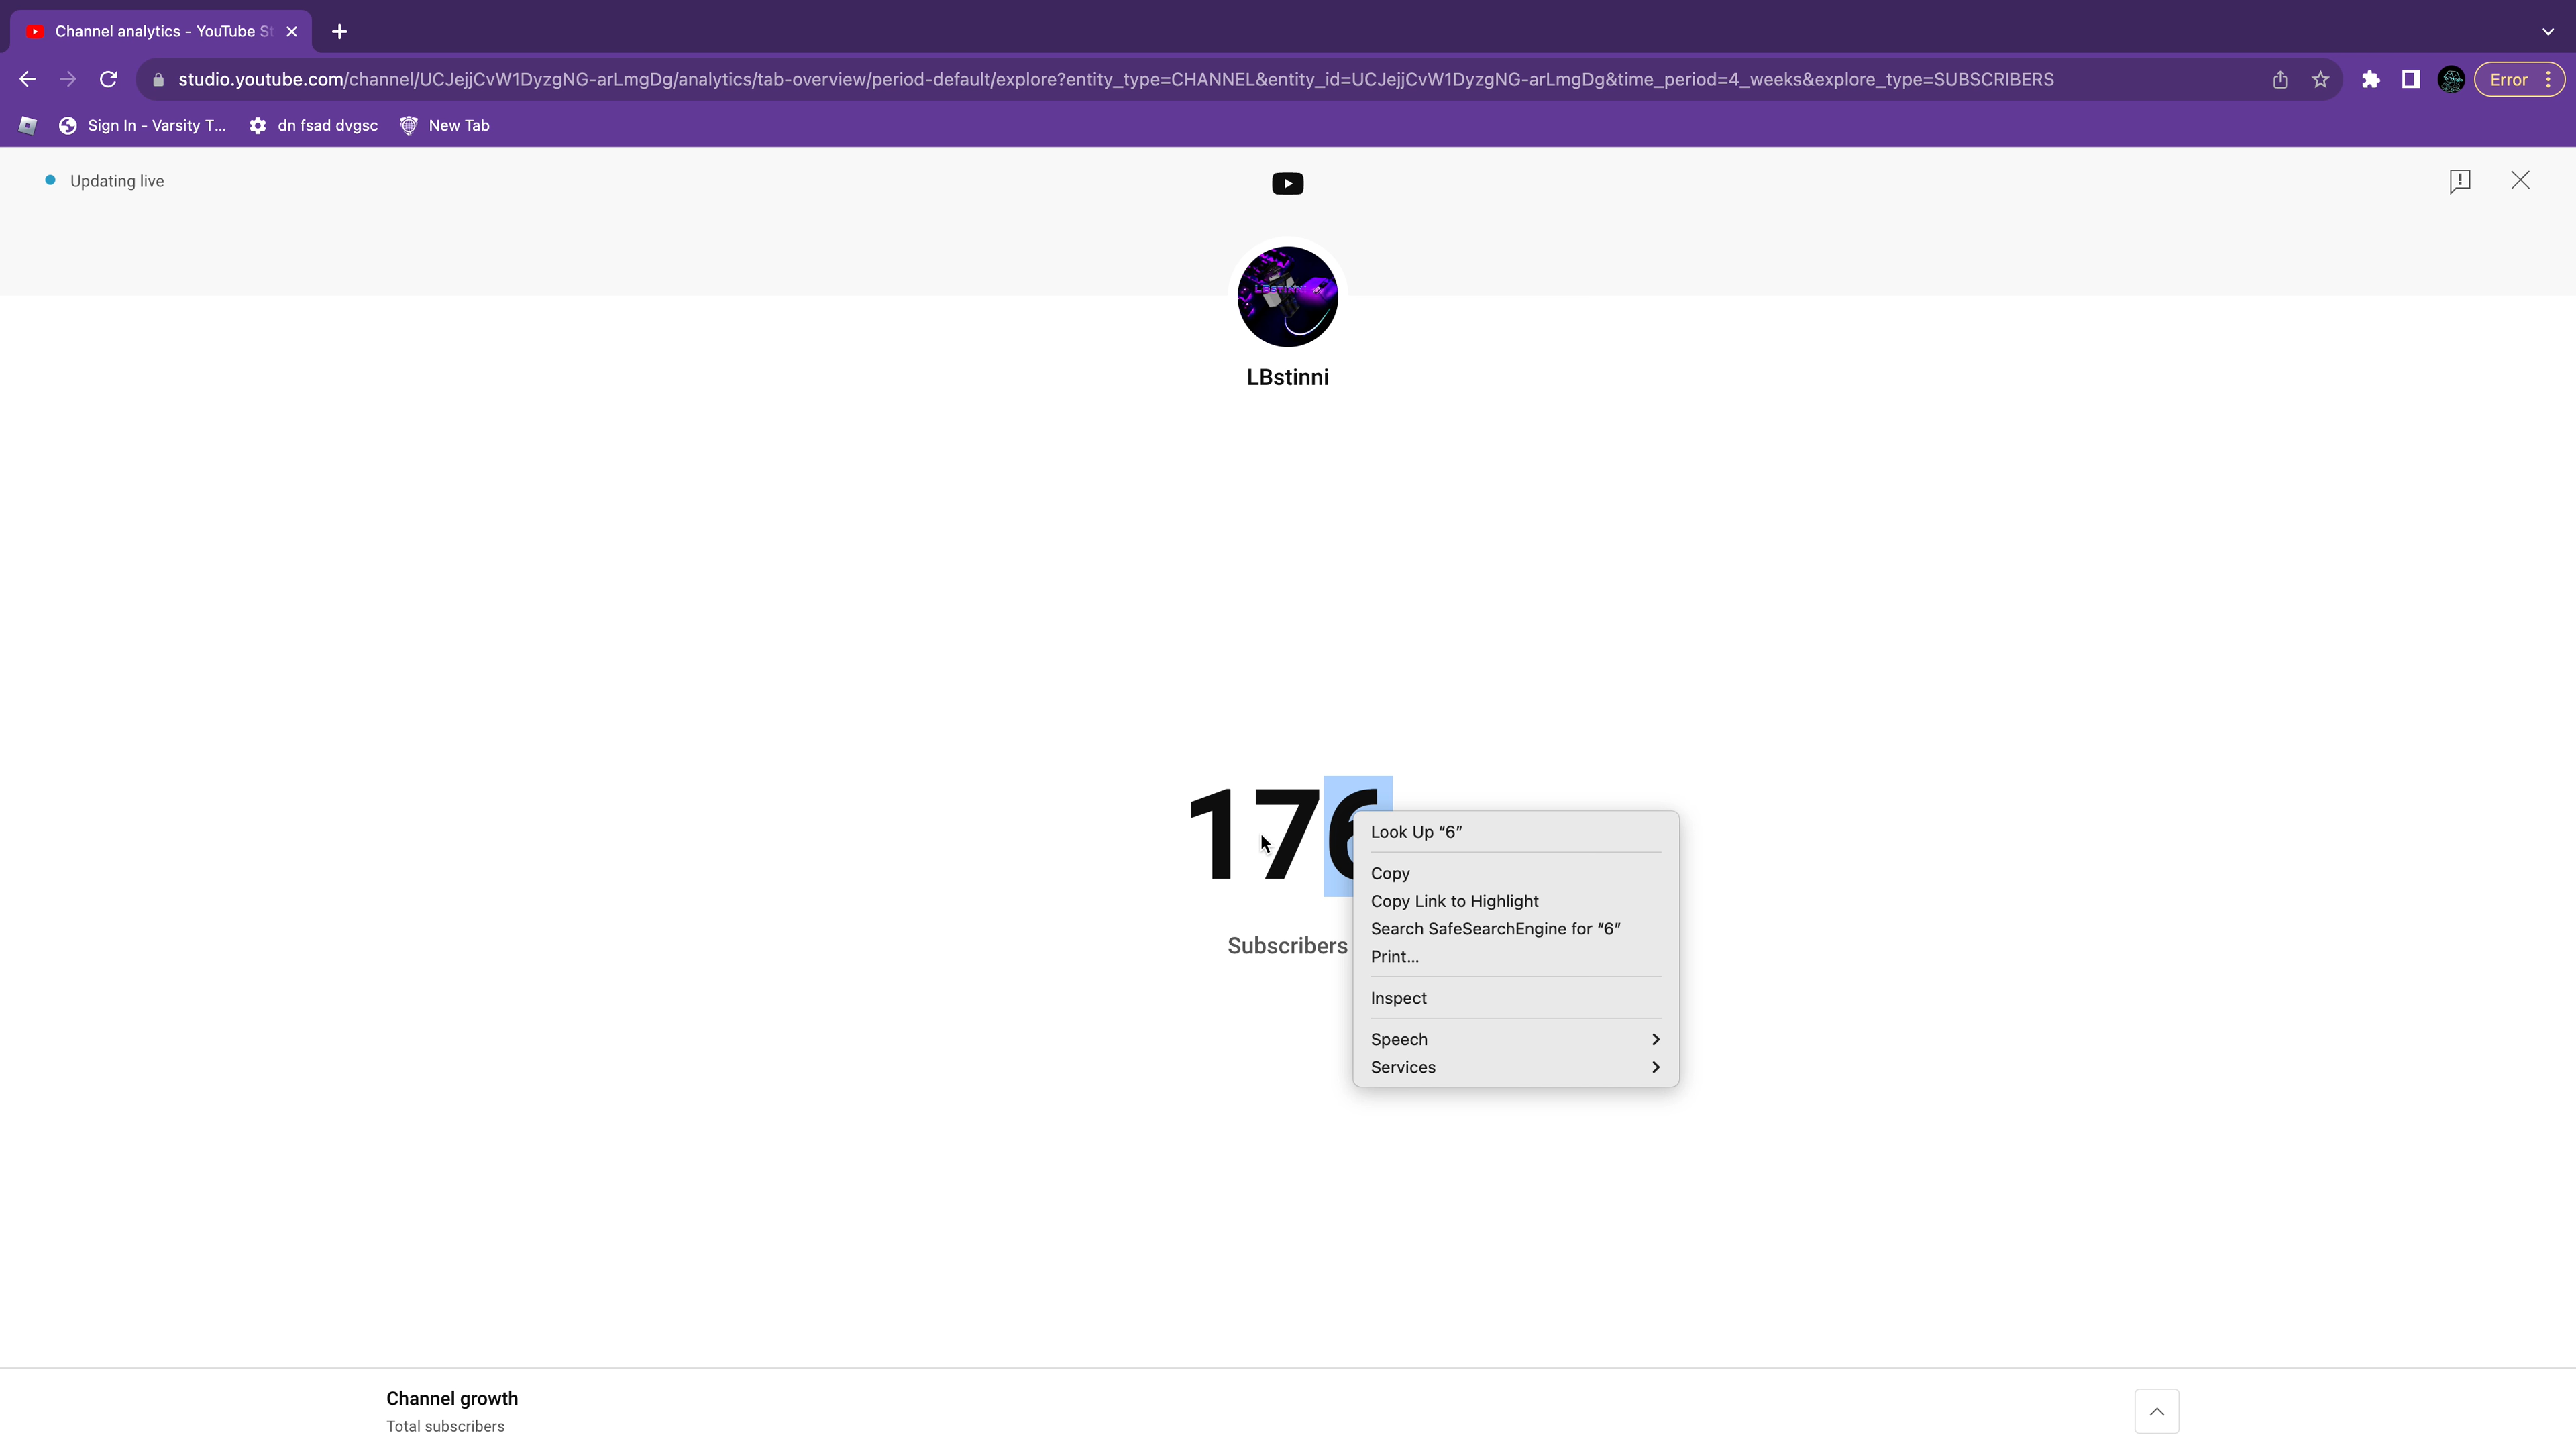 Channel analytics - YouTube St
studio.youtube.com/channel/UCJejjCvW1DyzgNG-arLmgDg/analytics/tab-overview/period-default/explore?entity_type=CHANNEL&entity_id=UCJejjCvW1DyzgNG-arLmgDg&time_period=4_weeks&explore_type=SUBSCRIBERS
Error
Sign In - Varsity T...
dn fsad dvgsc
New Tab
Updating live
LBSTINNI
LBstinni
176
Subscribers
Look Up “6”
Copy
Copy Link to Highlight
Search SafeSearchEngine for “6”
Print...
Inspect
Speech
Services
Channel growth
Total subscribers